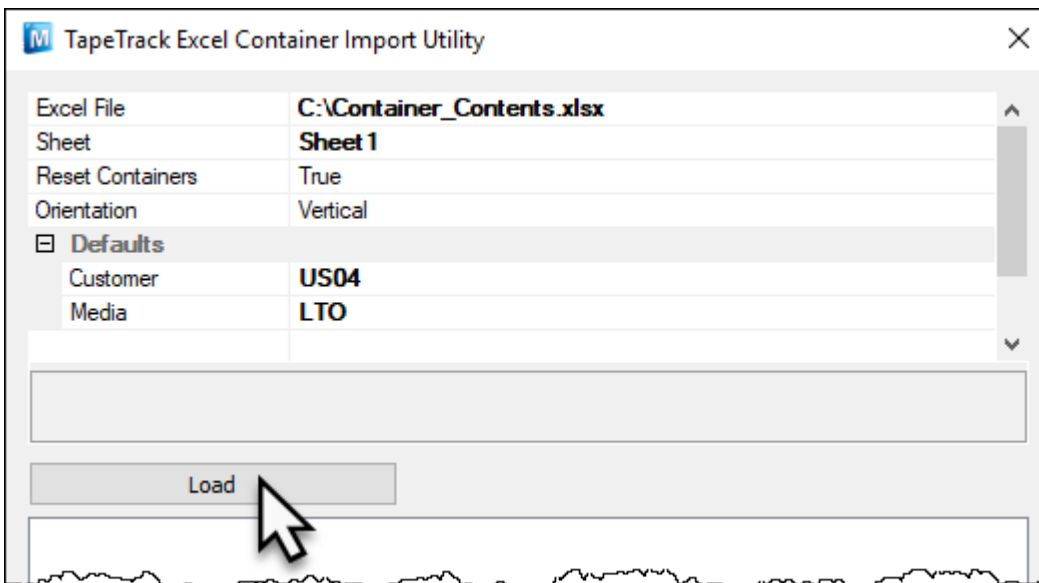 M TapeTrack Excel Container Import Utility
Excel File C:\Container_Contents.xlsx
Sheet Sheet1
Reset Containers True
Orientation Vertical
Defaults
Customer US04
Media LTO
Load